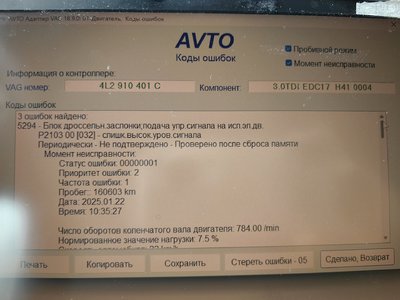 AVTO Адаптер VAG 18.9.0: 01-Двигатель, Коды ошибок
AVTO
Коды ошибок
Пробивной режим
Момент неисправности
Информация о контроллере:
VAG номер: 4L2 910 401 C Компонент: 3.0TDI EDC17 H41 0004
Коды ошибок
3 ошибок найдено:
5294 - Блок дроссельн.заслонки;подача упр.сигнала на исп.эл.дв.
P2103 00 [032] - слишк.высок.уров.сигнала
Периодически - Не подтверждено - Проверено после сброса памяти
Момент неисправности:
Статус ошибки: 00000001
Приоритет ошибки: 2
Частота ошибки: 1
Пробег:: 160603 km
Дата: 2025.01.22
Время: 10:35:27
Число оборотов коленчатого вала двигателя: 784.00 /min
Нормированное значение нагрузки: 7.5 %
Печать Копировать Сохранить Стереть ошибки - 05 Сделано, Возврат